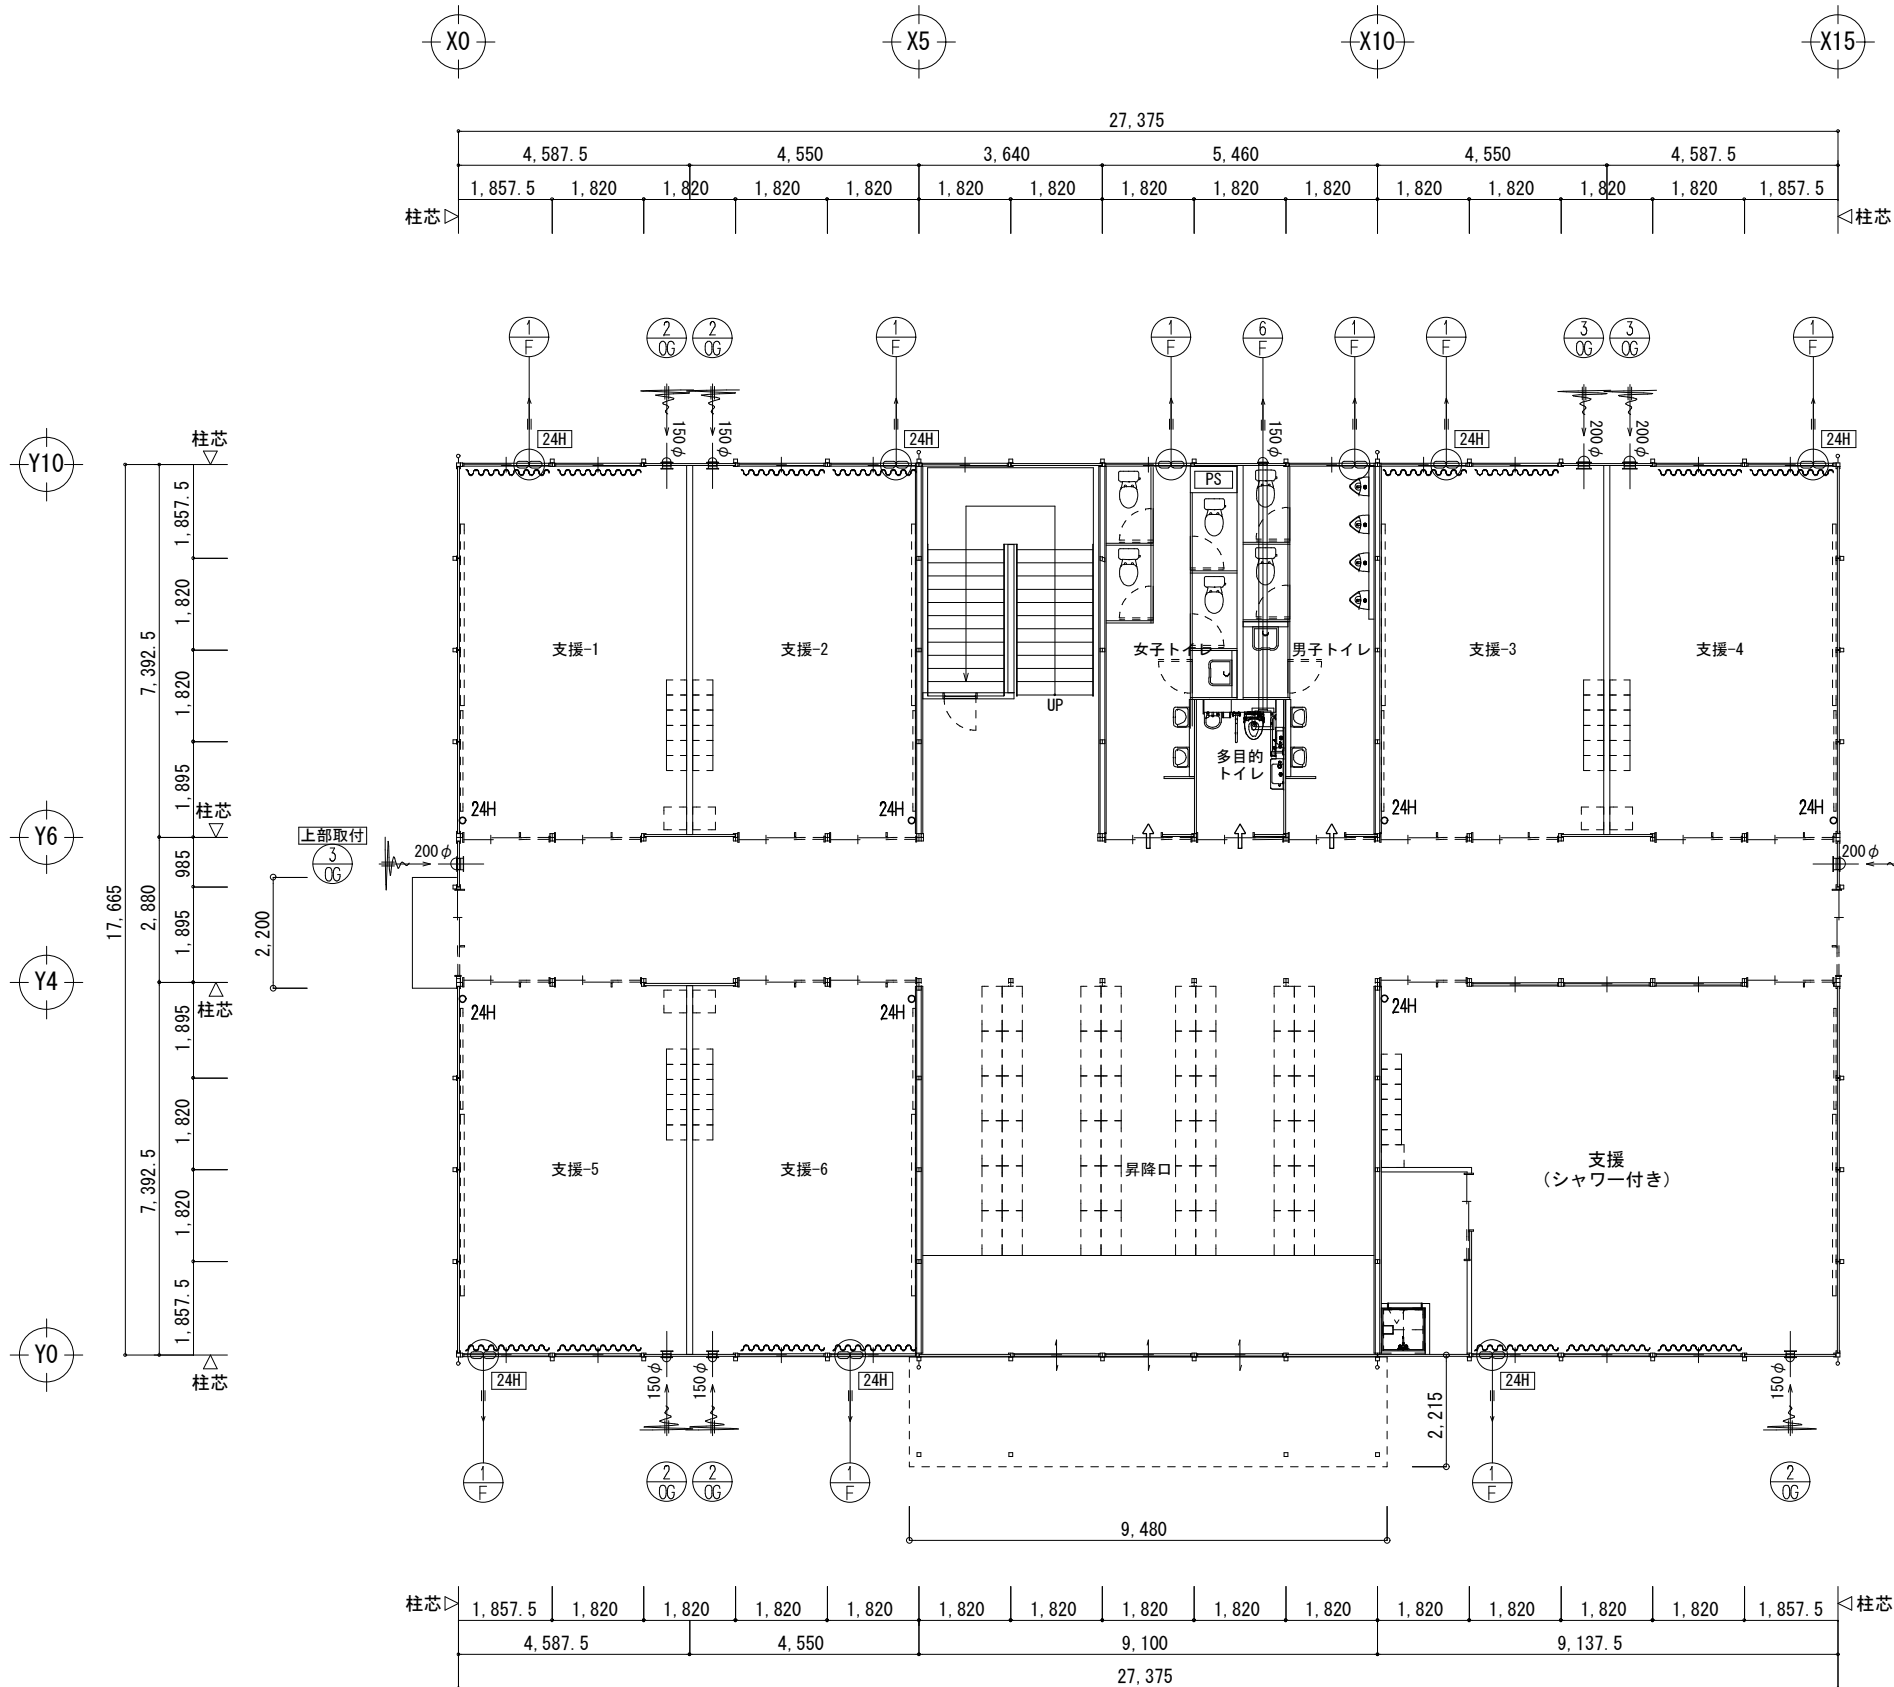 X0 X5 X10 X15
27,375
4,587.5 4,550 3,640 5,460 4,550 4,587.5
1,857.5 1,820 1,820 1,820 1,820 1,820 1,820 1,820 1,820 1,820 1,820 1,820 1,820 1,820 1,857.5
柱芯 柱芯
1 F 2 OG 2 OG 1 F 1 F 6 F 1 F 1 F 3 OG 3 OG 1 F
150φ 150φ 150φ 200φ 200φ
24H 24H 24H 24H
柱芯
Y10
PS
1,857.5
1,820
7,392.5
支援-1 支援-2 女子トイレ 男子トイレ 支援-3 支援-4
1,820
UP
多目的
トイレ
1,895
24H 24H 24H 24H
柱芯
Y6
上部取付
3 OG
200φ 200φ
985
17,665
2,880
2,200
1,895
Y4
柱芯
24H 24H 24H
1,895
1,820
7,392.5
支援-5 支援-6 昇降口 支援
(シャワー付き)
1,820
1,857.5
Y0
柱芯
24H 24H 24H
150φ 150φ 150φ
2,215
1 F 2 OG 2 OG 1 F 1 F 2 OG
9,480
柱芯 柱芯
1,857.5 1,820 1,820 1,820 1,820 1,820 1,820 1,820 1,820 1,820 1,820 1,820 1,820 1,820 1,857.5
4,587.5 4,550 9,100 9,137.5
27,375